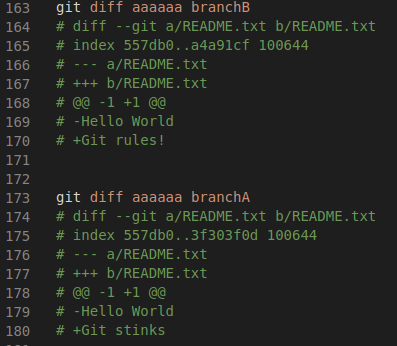 163 git diff aaaaaa branchB
164 # diff --git a/README.txt b/README.txt
165 # index 557db0..a4a91cf 100644
166 # --- a/README.txt
167 # +++ b/README.txt
168 # @@ -1 +1 @@
169 # -Hello World
170 # +Git rules!
171
172
173 git diff aaaaaa branchA
174 # diff --git a/README.txt b/README.txt
175 # index 557db0..3f303f0d 100644
176 # --- a/README.txt
177 # +++ b/README.txt
178 # @@ -1 +1 @@
179 # -Hello World
180 # +Git stinks